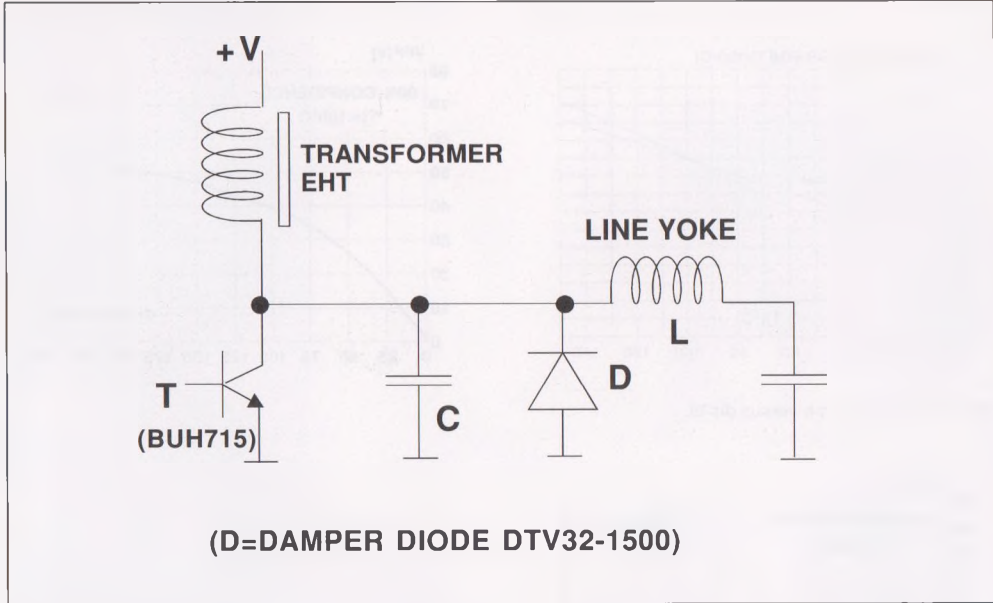 +V
TRANSFORMER
EHT
LINE YOKE
L
T
(BUH715)
C
D
(D=DAMPER DIODE DTV32-1500)